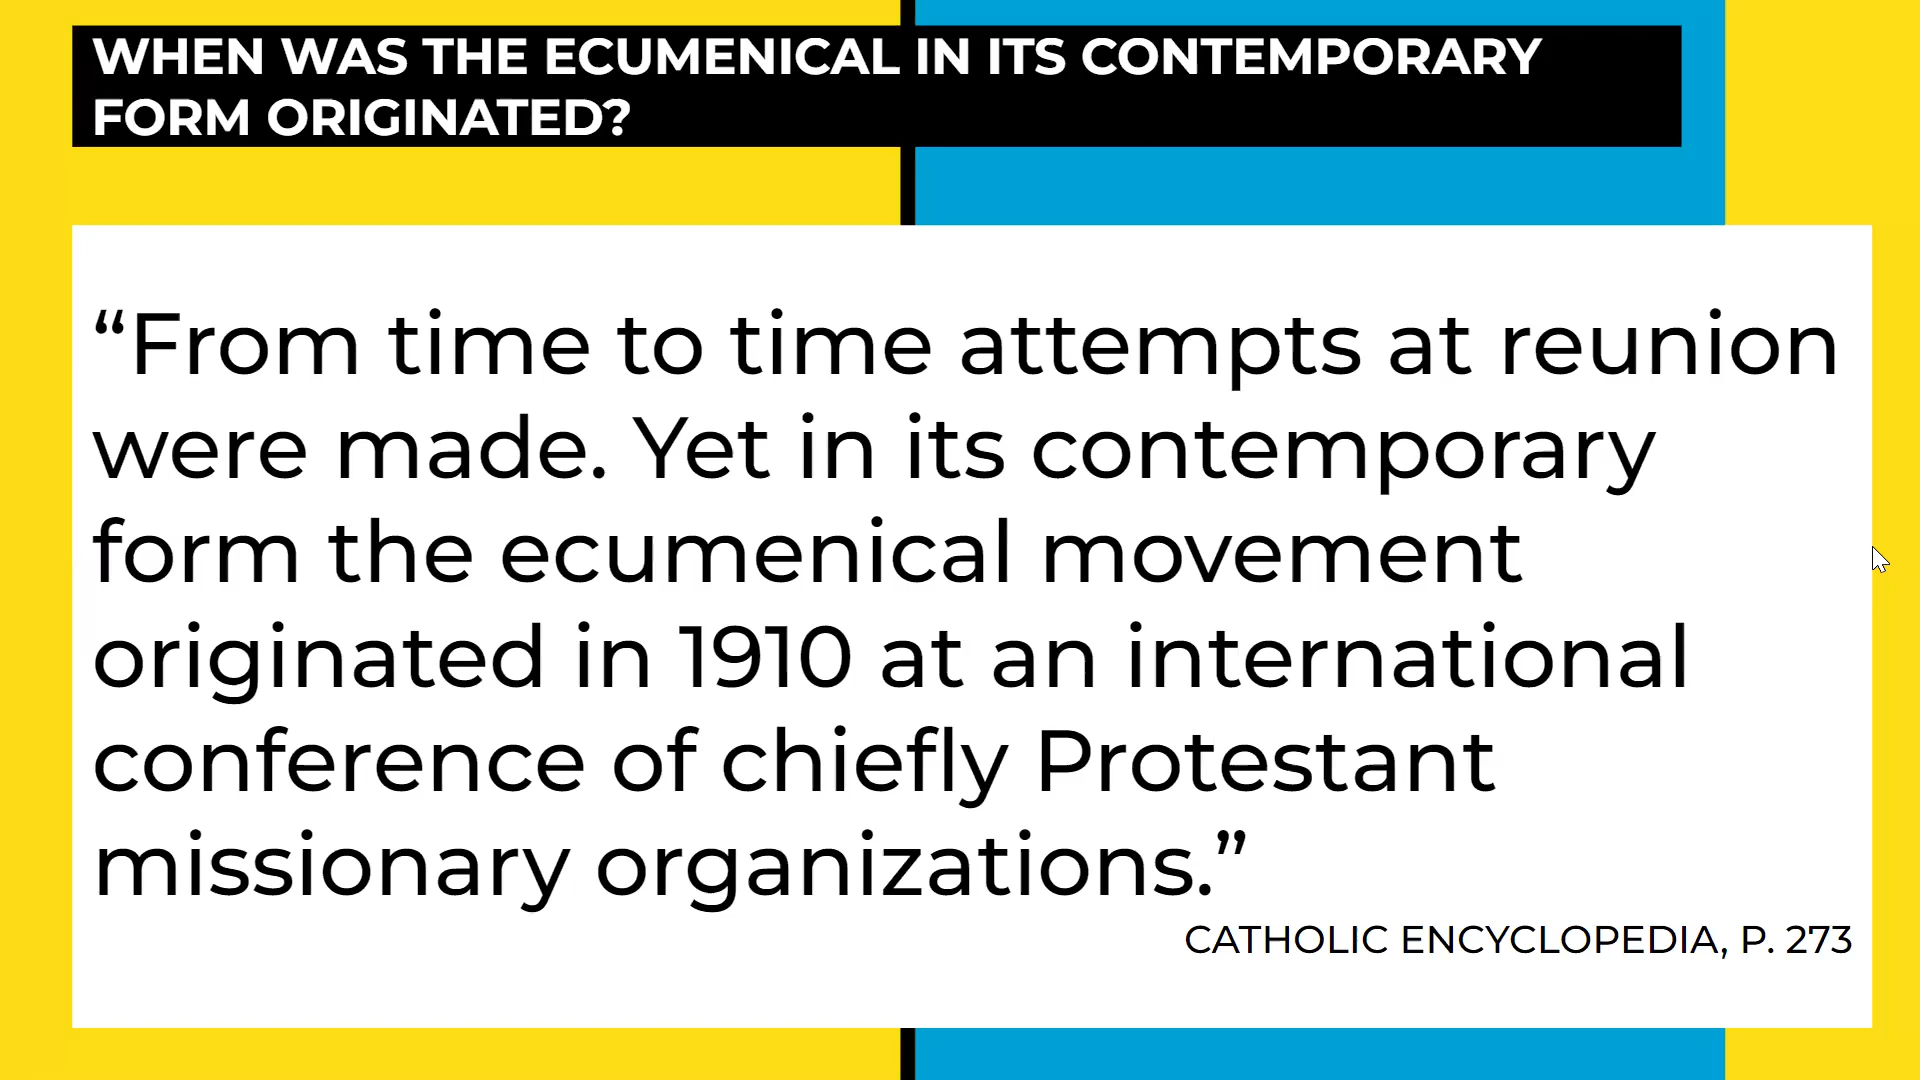 WHEN WAS THE ECUMENICAL IN ITS CONTEMPORARY
FORM ORIGINATED?
“From time to time attempts at reunion
were made. Yet in its contemporary
form the ecumenical movement
originated in 1910 at an international
conference of chiefly Protestant
missionary organizations.”
CATHOLIC ENCYCLOPEDIA, P. 273